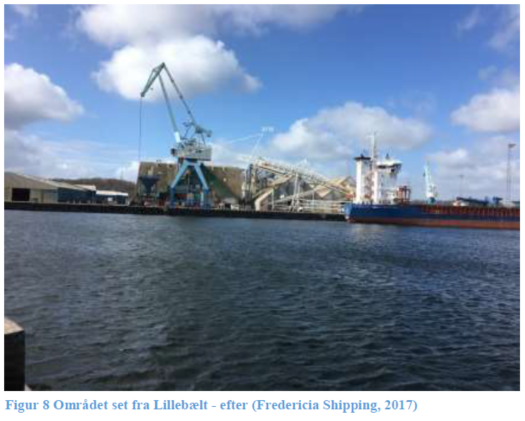 Figur 8 Området set fra Lillebælt - efter (Fredericia Shipping, 2017)